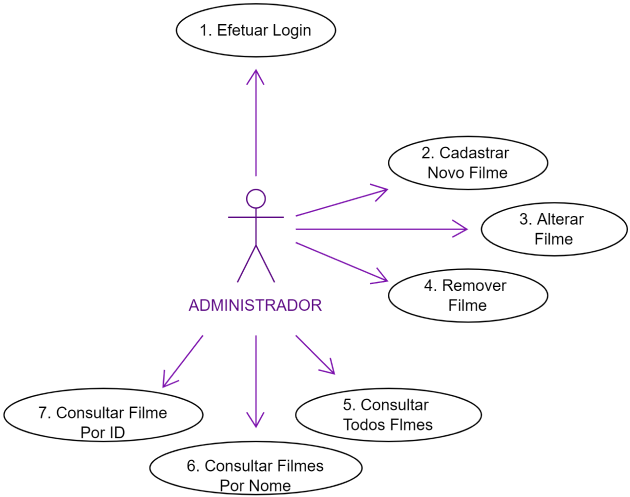 1. Efetuar Login
2. Cadastrar
Novo Filme
3. Alterar
Filme
4. Remover
Filme
ADMINISTRADOR
5. Consultar
Todos FImes
7. Consultar Filme
Por ID
6. Consultar Filmes
Por Nome